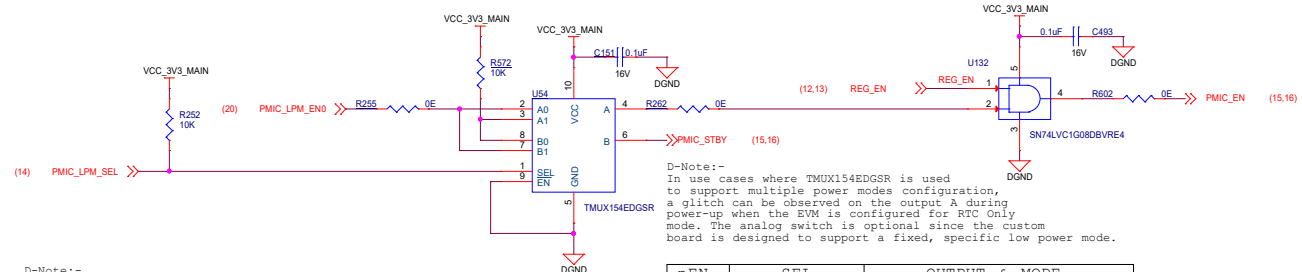 VCC_3V3_MAIN
VCC_3V3_MAIN
VCC_3V3_MAIN
VCC_3V3_MAIN
0.1uF
C493
16V
DGND
C151
0.1uF
16V
DGND
R572
10K
R252
10K
U54
10
VCC
(20)
PMIC_LPM_EN0
R255
0E
2
A0
3
A1
8
B0
7
B1
1
SEL
9
EN
GND
5
A
4
B
6
TMUX154EDGSR
DGND
R262
0E
PMIC_STBY
(15,16)
(14)
PMIC_LPM_SEL
(12,13)
REG_EN
REG_EN
U132
5
1
2
4
3
SN74LVC1G08DBVRE4
DGND
R602
0E
PMIC_EN
(15,16)
D-Note:-
In use cases where TMUX154EDGSR is used
to support multiple power modes configuration,
a glitch can be observed on the output A during
power-up when the EVM is configured for RTC Only
mode. The analog switch is optional since the custom
board is designed to support a fixed, specific low power mode.
D-Note:-
SEL
OUTPUT & MODE